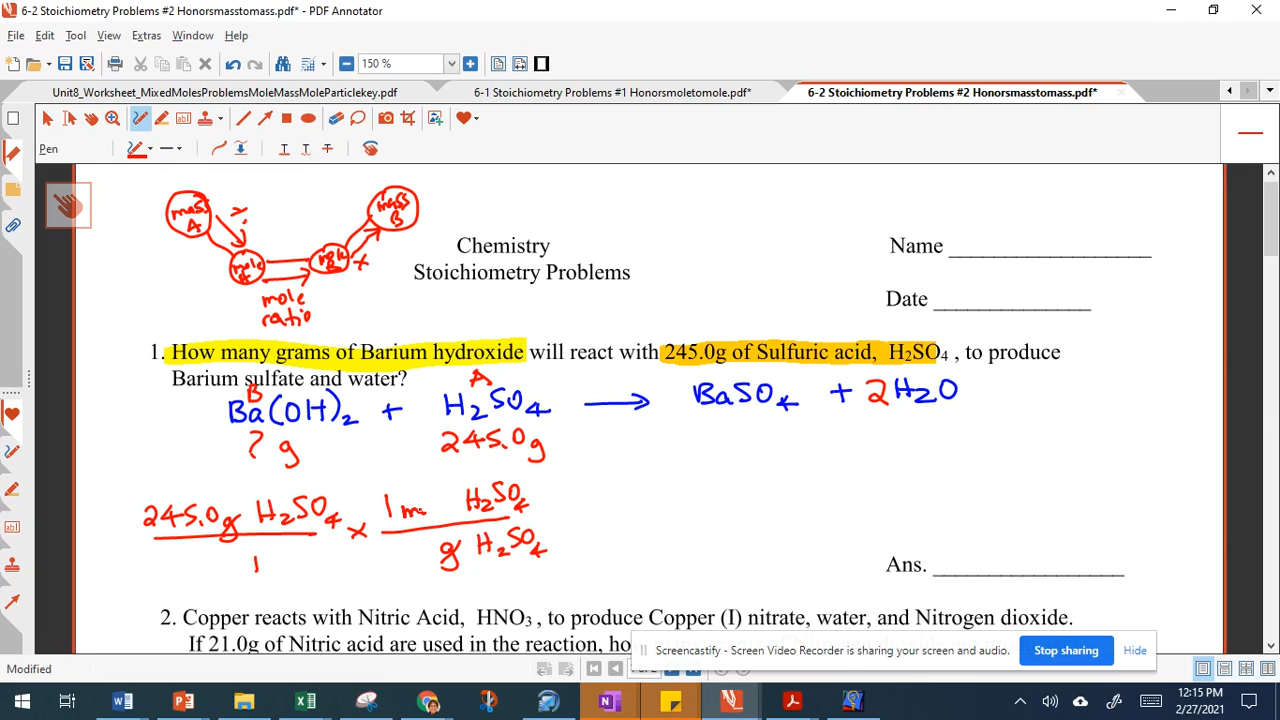 6-2 Stoichiometry Problems #2 Honorsmasstomass.pdf* - PDF Annotator
File Edit Tool View Extras Window Help
150 %
Unit8_Worksheet_MixedMolesProblemsMoleMassMoleParticlekey.pdf 6-1 Stoichiometry Problems #1 Honorsmoletomole.pdf* 6-2 Stoichiometry Problems #2 Honorsmasstomass.pdf*
Pen
mass A ÷ mole A mole ratio mole B x mass B
Chemistry
Stoichiometry Problems
Name ____________________
Date _______________
1. How many grams of Barium hydroxide will react with 245.0g of Sulfuric acid, H₂SO₄ , to produce
Barium sulfate and water?
B A
Ba(OH)₂ + H₂SO₄ ⟶ BaSO₄ + 2H₂O
? g 245.0g
245.0g H₂SO₄ x 1 m H₂SO₄
1 g H₂SO₄
Ans. ____________________
2. Copper reacts with Nitric Acid, HNO₃ , to produce Copper (I) nitrate, water, and Nitrogen dioxide.
If 21.0g of Nitric acid are used in the reaction,
Screencastify - Screen Video Recorder is sharing your screen and audio. Stop sharing Hide
Modified
12:15 PM
2/27/2021